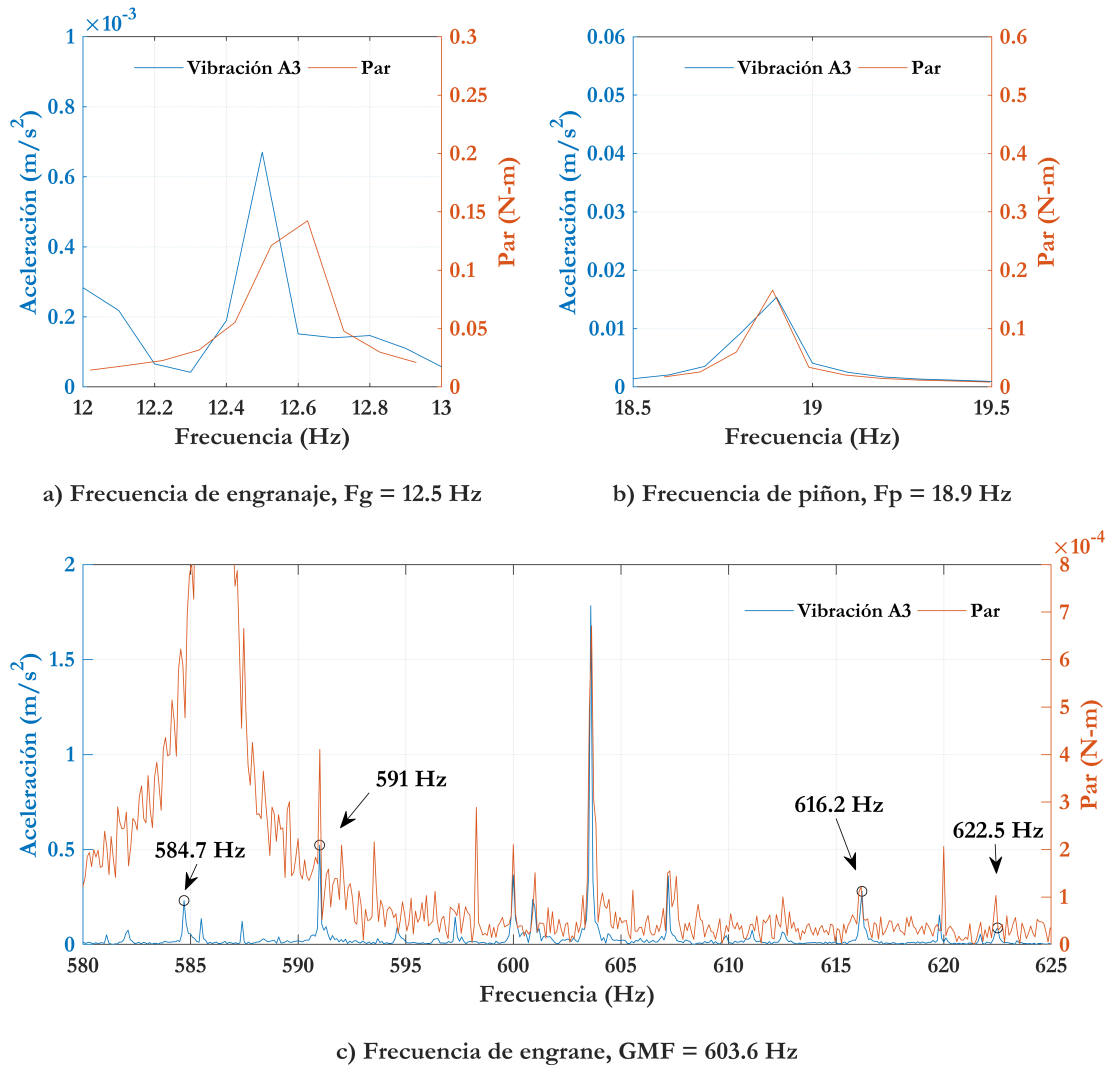 ×10⁻³
1
0.8
0.6
0.4
0.2
0
Aceleración (m/s²)
Vibración A3 Par
0.3
0.25
0.2
0.15
0.1
0.05
0
Par (N-m)
12 12.2 12.4 12.6 12.8 13
Frecuencia (Hz)
a) Frecuencia de engranaje, Fg = 12.5 Hz
0.06
0.05
0.04
0.03
0.02
0.01
0
Aceleración (m/s²)
Vibración A3 Par
0.6
0.5
0.4
0.3
0.2
0.1
0
Par (N-m)
18.5 19 19.5
Frecuencia (Hz)
b) Frecuencia de piñon, Fp = 18.9 Hz
2
1.5
1
0.5
0
Aceleración (m/s²)
Vibración A3 Par
584.7 Hz
591 Hz
616.2 Hz
622.5 Hz
×10⁻⁴
8
7
6
5
4
3
2
1
0
Par (N-m)
580 585 590 595 600 605 610 615 620 625
Frecuencia (Hz)
c) Frecuencia de engrane, GMF = 603.6 Hz